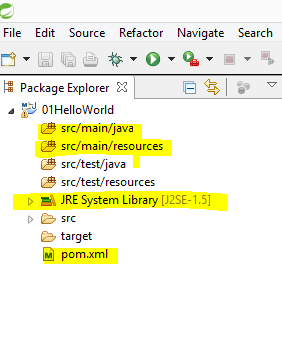 File Edit Source Refactor Navigate Search
Package Explorer
01HelloWorld
src/main/java
src/main/resources
src/test/java
src/test/resources
JRE System Library [J2SE-1.5]
src
target
pom.xml